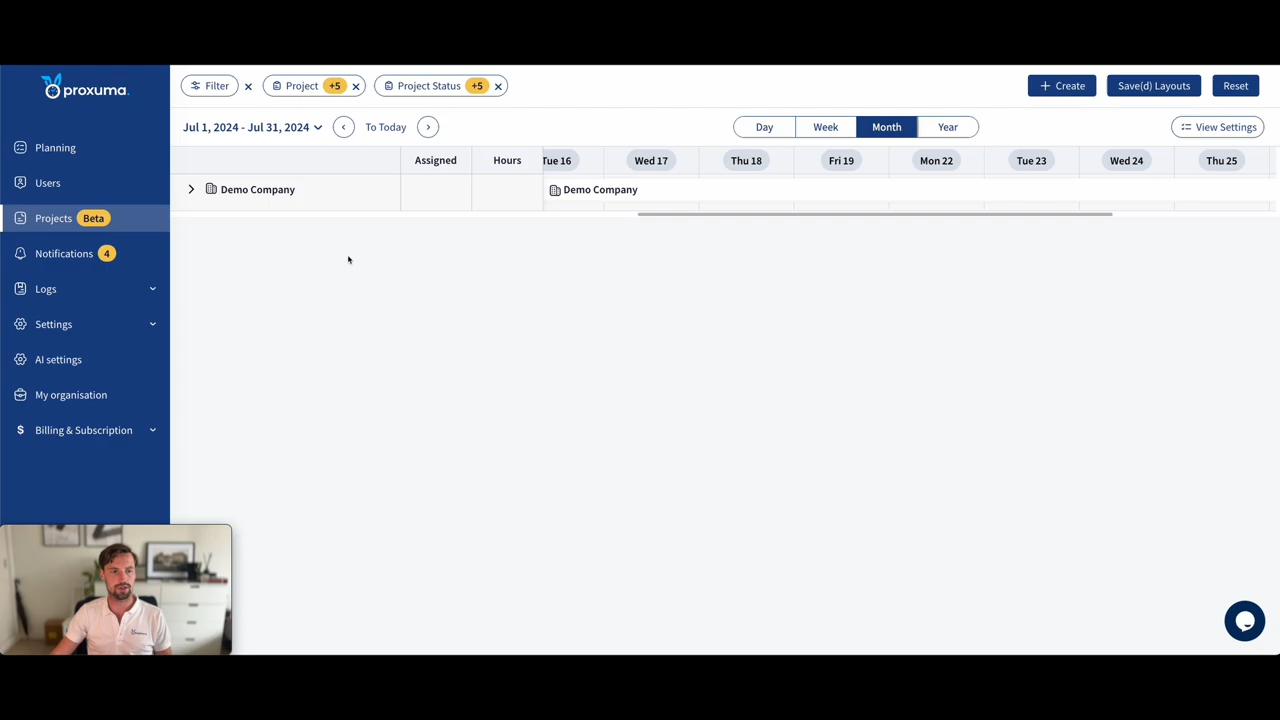 proxuma.
Planning
Users
Projects Beta
Notifications 4
Logs
Settings
AI settings
My organisation
$ Billing & Subscription
Filter
Project +5
Project Status +5
+ Create
Save(d) Layouts
Reset
Jul 1, 2024 - Jul 31, 2024
To Today
Day Week Month Year
View Settings
Assigned Hours Tue 16 Wed 17 Thu 18 Fri 19 Mon 22 Tue 23 Wed 24 Thu 25
Demo Company
Demo Company